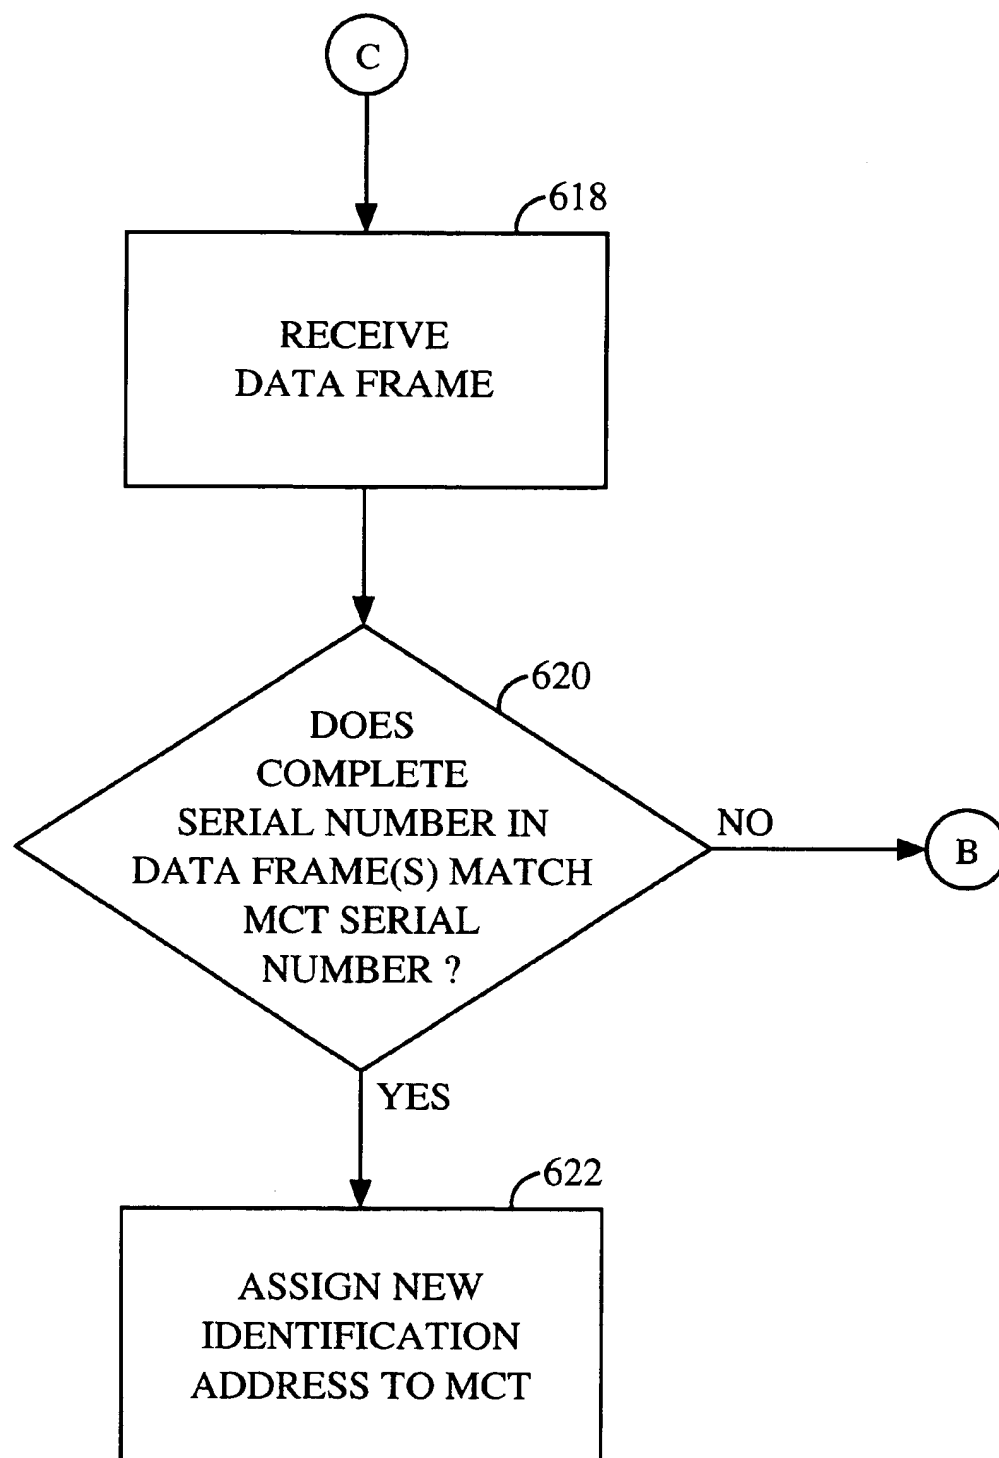 C
618
RECEIVE
DATA FRAME
620
DOES
COMPLETE
SERIAL NUMBER IN
DATA FRAME(S) MATCH
MCT SERIAL
NUMBER ?
NO
B
YES
622
ASSIGN NEW
IDENTIFICATION
ADDRESS TO MCT